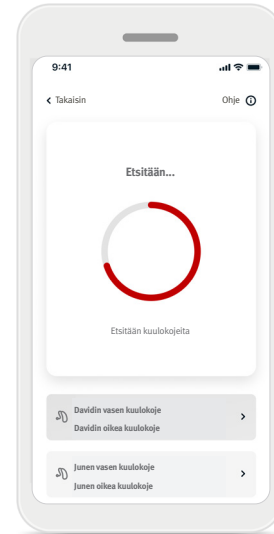 9:41
Takaisin Ohje
Etsitään...
Etsitään kuulokojeita
Davidin vasen kuulokoje
Davidin oikea kuulokoje
Junen vasen kuulokoje
Junen oikea kuulokoje